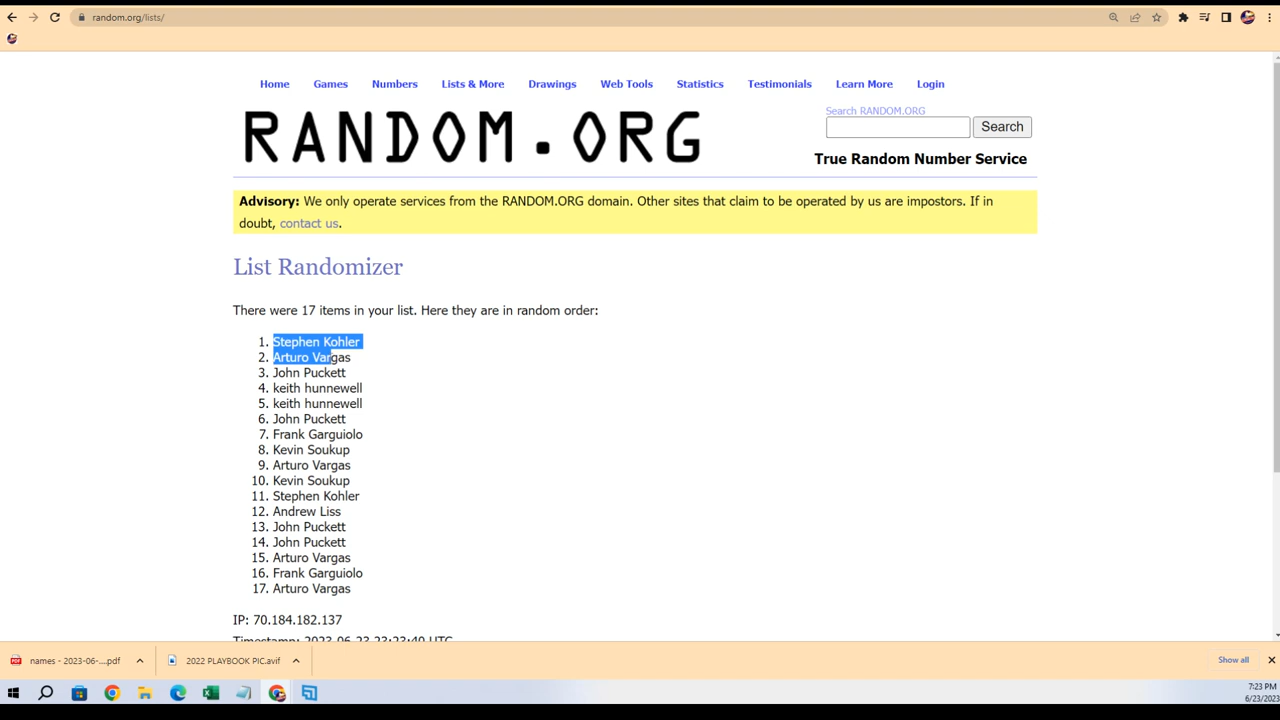 random.org/lists/
Home Games Numbers Lists & More Drawings Web Tools Statistics Testimonials Learn More Login
Search RANDOM.ORG
RANDOM.ORG
Search
True Random Number Service
Advisory: We only operate services from the RANDOM.ORG domain. Other sites that claim to be operated by us are impostors. If in
doubt, contact us.
List Randomizer
There were 17 items in your list. Here they are in random order:
1. Stephen Kohler
2. Arturo Vargas
3. John Puckett
4. keith hunnewell
5. keith hunnewell
6. John Puckett
7. Frank Garguiolo
8. Kevin Soukup
9. Arturo Vargas
10. Kevin Soukup
11. Stephen Kohler
12. Andrew Liss
13. John Puckett
14. John Puckett
15. Arturo Vargas
16. Frank Garguiolo
17. Arturo Vargas
IP: 70.184.182.137
Timestamp: 2023-06-23 23:23:40 UTC
names - 2023-06-....pdf
2022 PLAYBOOK PIC.avif
Show all
7:23 PM
6/23/2023